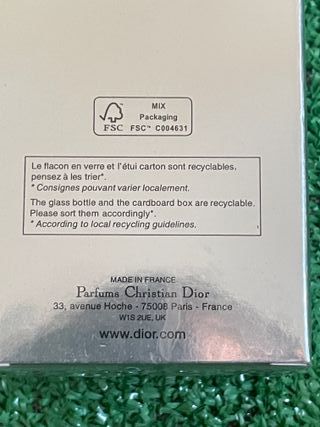 MIX
Packaging
FSC FSC™ C004631
Le flacon en verre et l'étui carton sont recyclables,
pensez à les trier*.
* Consignes pouvant varier localement.
The glass bottle and the cardboard box are recyclable.
Please sort them accordingly*.
* According to local recycling guidelines.
MADE IN FRANCE
Parfums Christian Dior
33, avenue Hoche - 75008 Paris - France
W1S 2UE, UK
www.dior.com